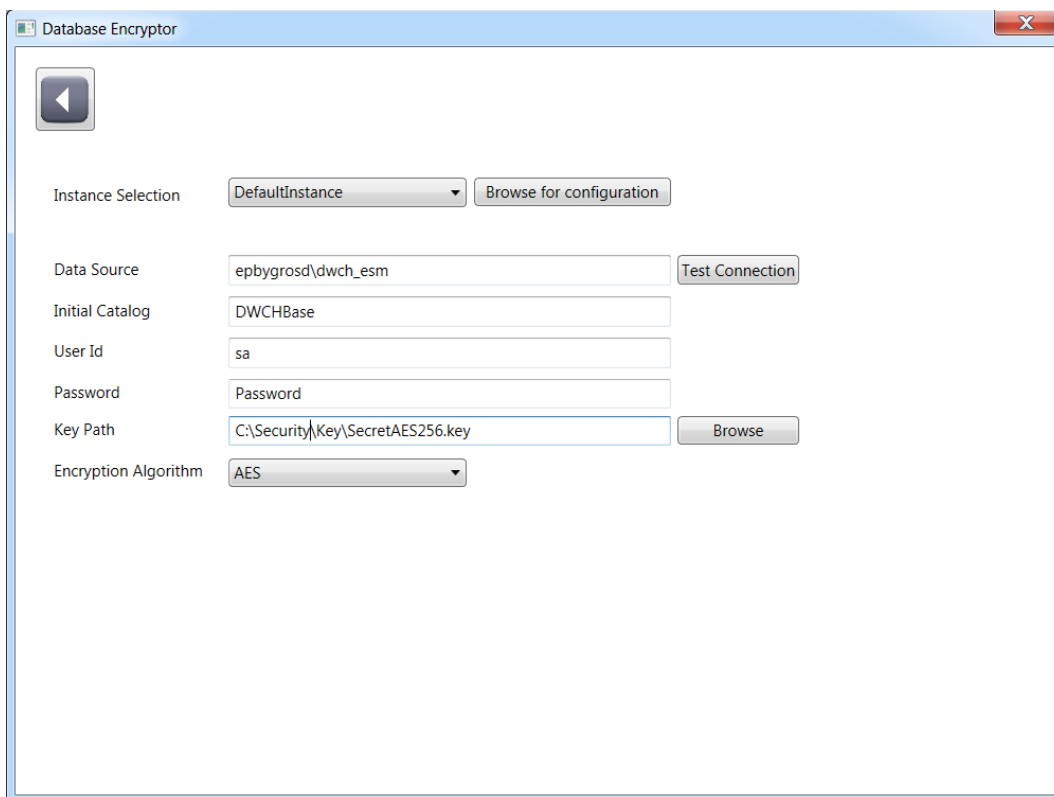 Database Encryptor
Instance Selection DefaultInstance Browse for configuration
Data Source epbygrosd\dwch_esm Test Connection
Initial Catalog DWCHBase
User Id sa
Password Password
Key Path C:\Security\Key\SecretAES256.key Browse
Encryption Algorithm AES